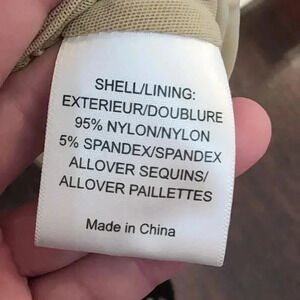 SHELL/LINING:
EXTERIEUR/DOUBLURE
95% NYLON/NYLON
5% SPANDEX/SPANDEX
ALLOVER SEQUINS/
ALLOVER PAILLETTES
Made in China